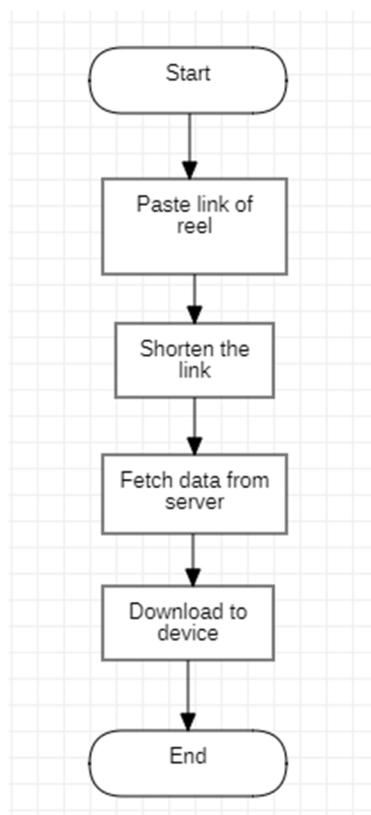 Start
Paste link of
reel
Shorten the
link
Fetch data from
server
Download to
device
End